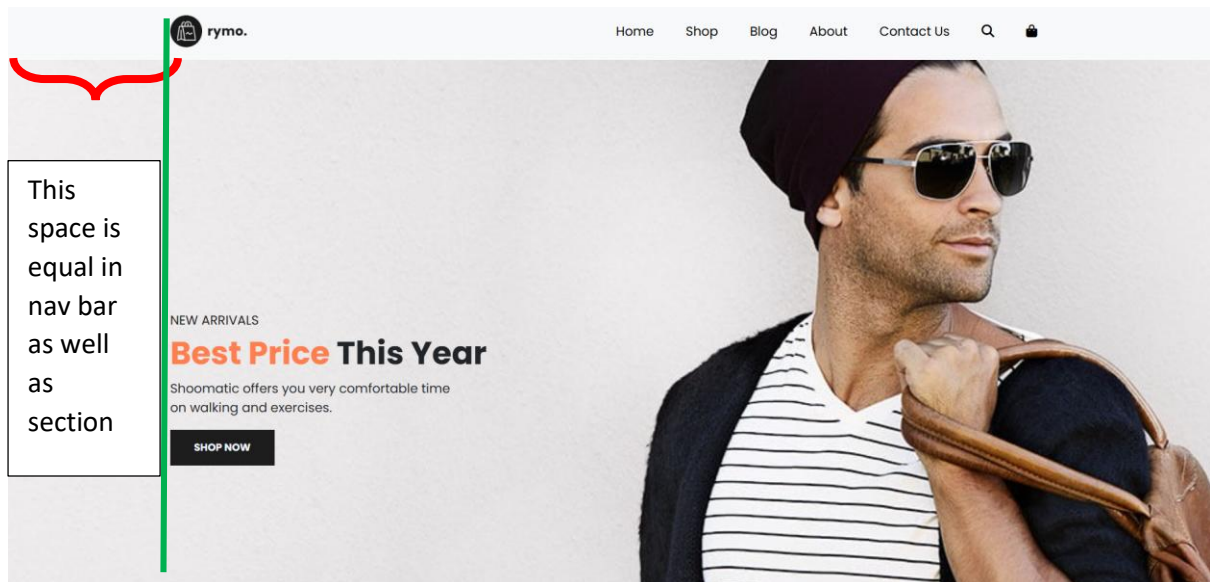 rymo.
Home Shop Blog About Contact Us
This
space is
equal in
nav bar
as well
as
section
NEW ARRIVALS
Best Price This Year
Shoomatic offers you very comfortable time
on walking and exercises.
SHOP NOW